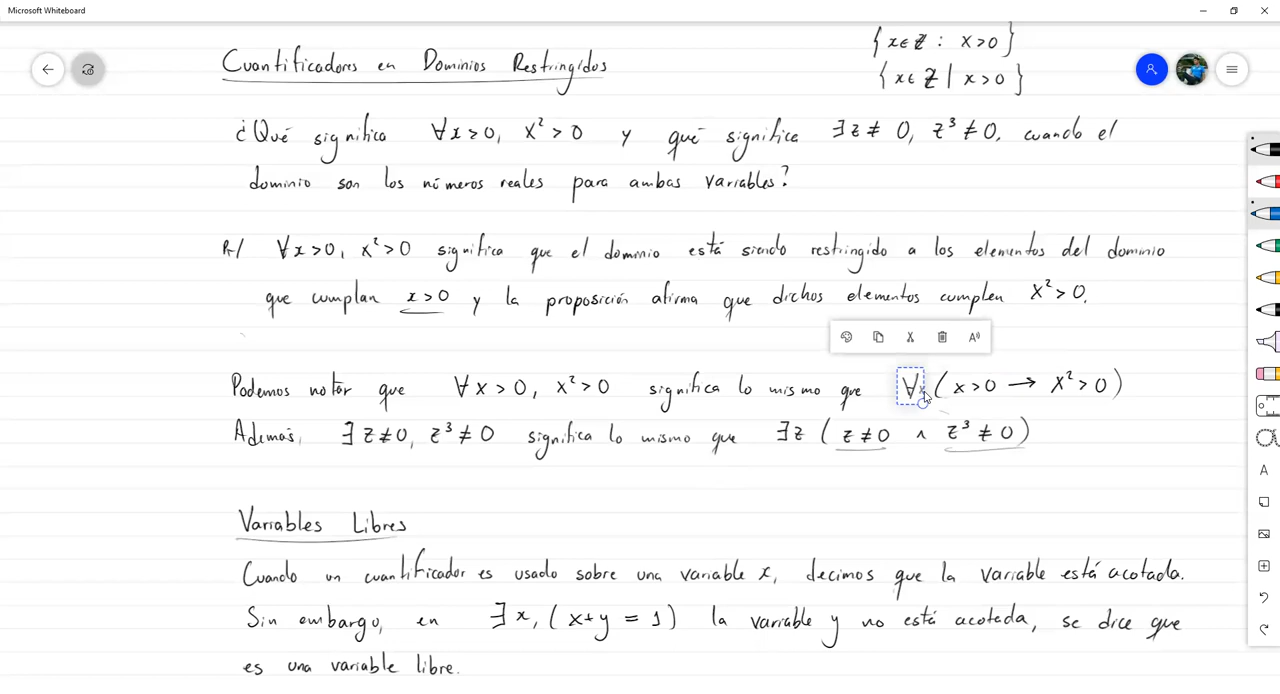 Microsoft Whiteboard
{x∈ℤ : x>0}
Cuantificadores en Dominios Restringidos
{x∈ℤ | x>0}
¿Qué significa ∀x>0, x²>0 y qué significa ∃z≠0, z³≠0, cuando el
dominio son los números reales para ambas variables?
R/ ∀x>0, x²>0 significa que el dominio está siendo restringido a los elementos del dominio
que cumplan x>0 y la proposición afirma que dichos elementos cumplen x²>0.
Podemos notar que ∀x>0, x²>0 significa lo mismo que ∀x (x>0 → x²>0)
Además, ∃z≠0, z³≠0 significa lo mismo que ∃z (z≠0 ∧ z³≠0)
Variables Libres
Cuando un cuantificador es usado sobre una variable x, decimos que la variable está acotada.
Sin embargo, en ∃x, (x+y = 1) la variable y no está acotada, se dice que
es una variable libre.